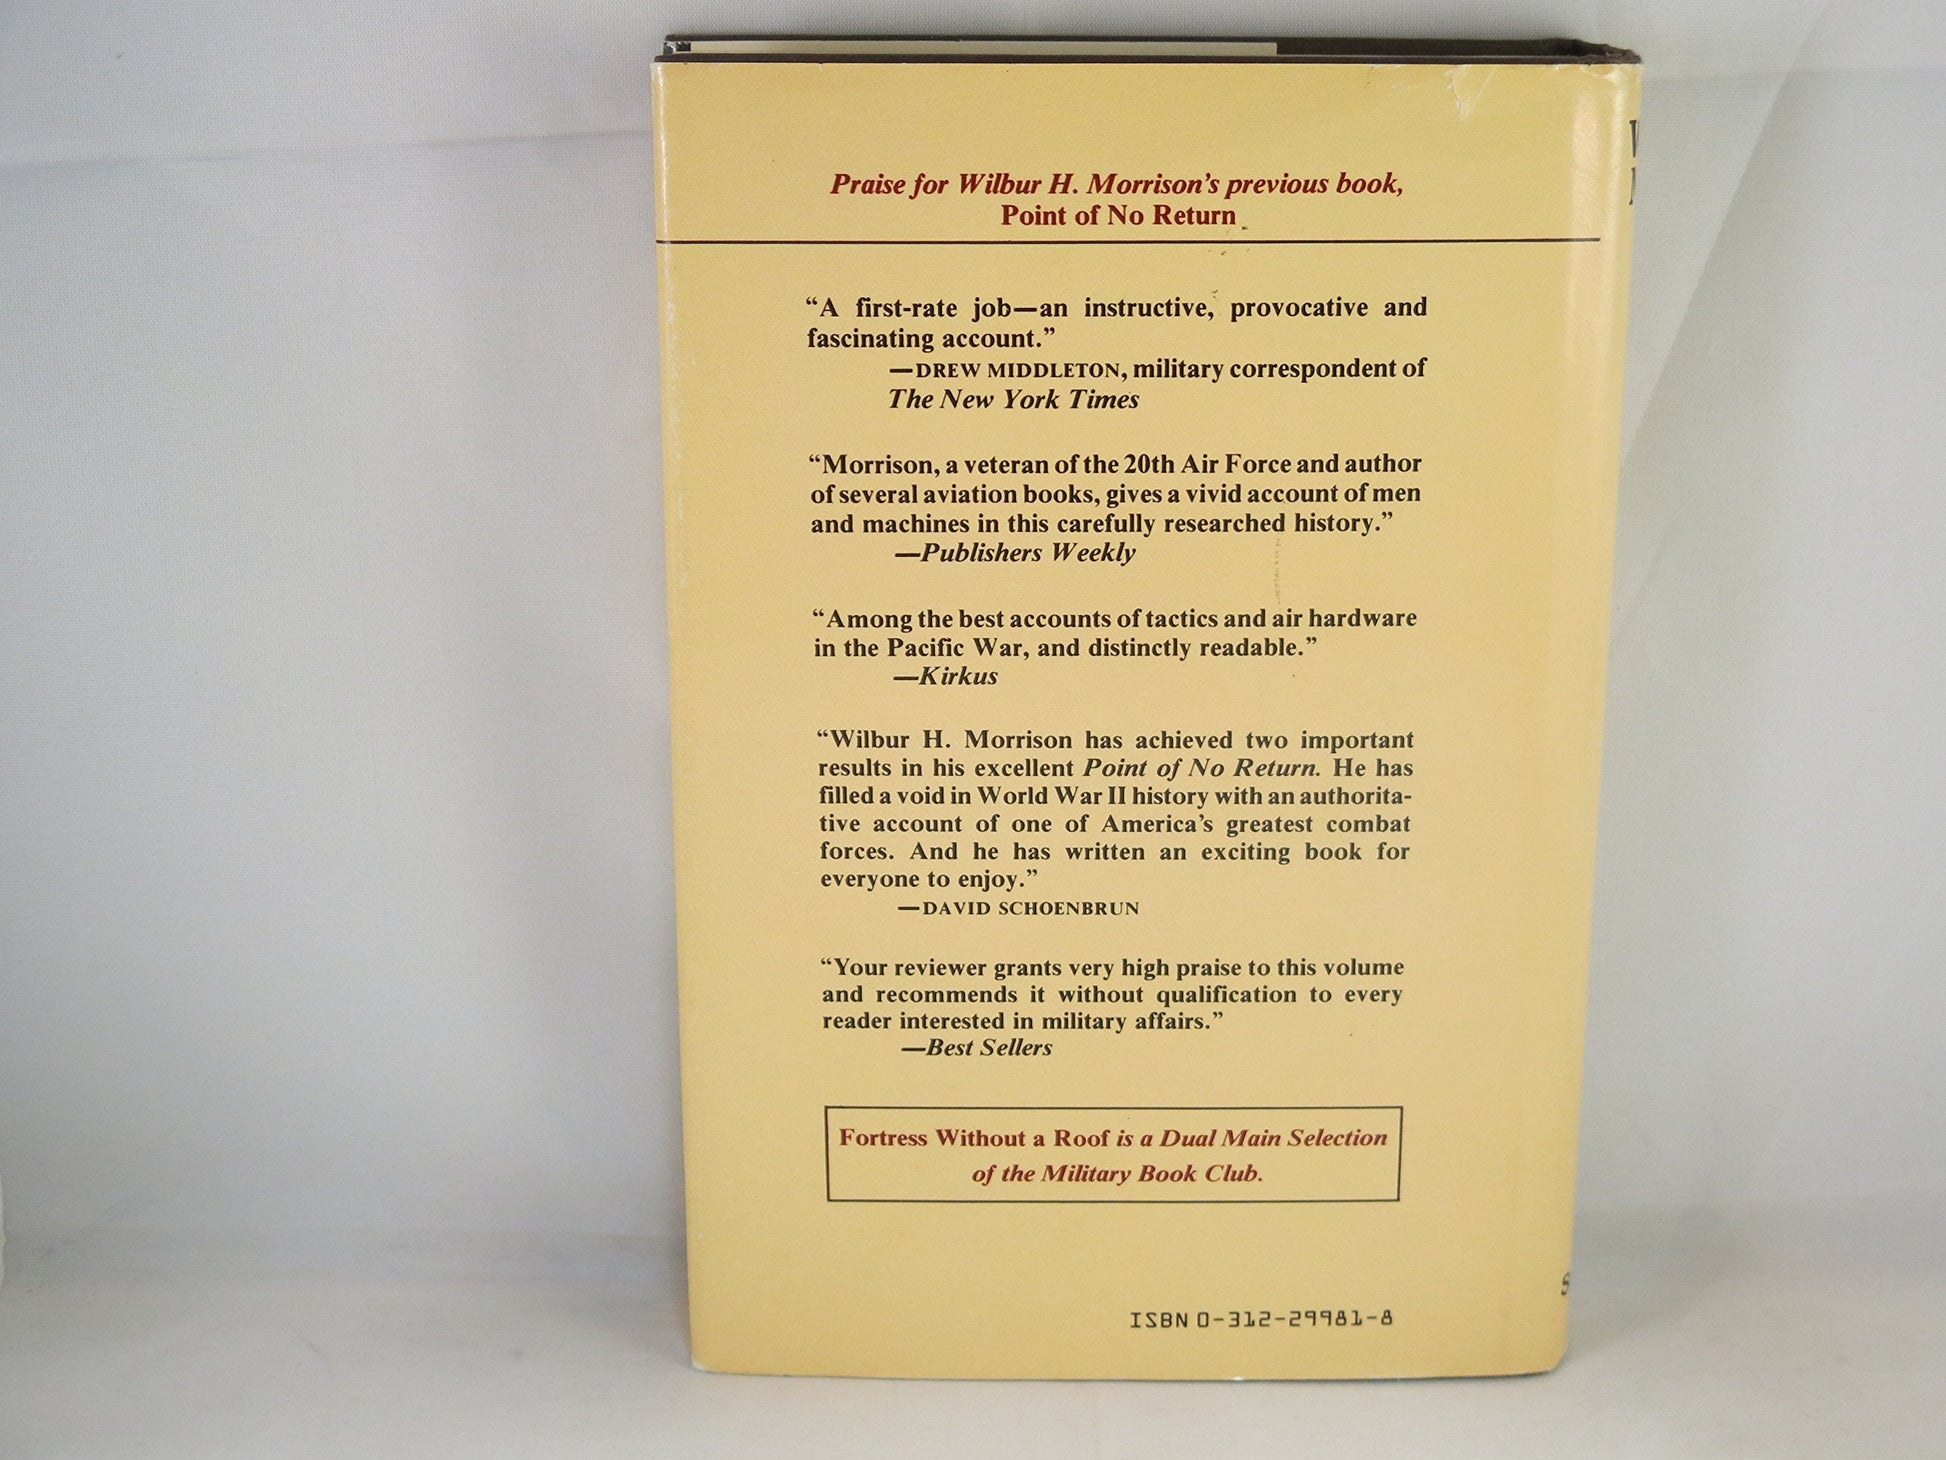 Praise for Wilbur H. Morrison's previous book,
Point of No Return
“A first-rate job—an instructive, provocative and
fascinating account.”
—DREW MIDDLETON, military correspondent of
The New York Times
“Morrison, a veteran of the 20th Air Force and author
of several aviation books, gives a vivid account of men
and machines in this carefully researched history.”
—Publishers Weekly
“Among the best accounts of tactics and air hardware
in the Pacific War, and distinctly readable.”
—Kirkus
“Wilbur H. Morrison has achieved two important
results in his excellent Point of No Return. He has
filled a void in World War II history with an authorita-
tive account of one of America's greatest combat
forces. And he has written an exciting book for
everyone to enjoy.”
—DAVID SCHOENBRUN
“Your reviewer grants very high praise to this volume
and recommends it without qualification to every
reader interested in military affairs.”
—Best Sellers
Fortress Without a Roof is a Dual Main Selection
of the Military Book Club.
ISBN 0-312-29981-8